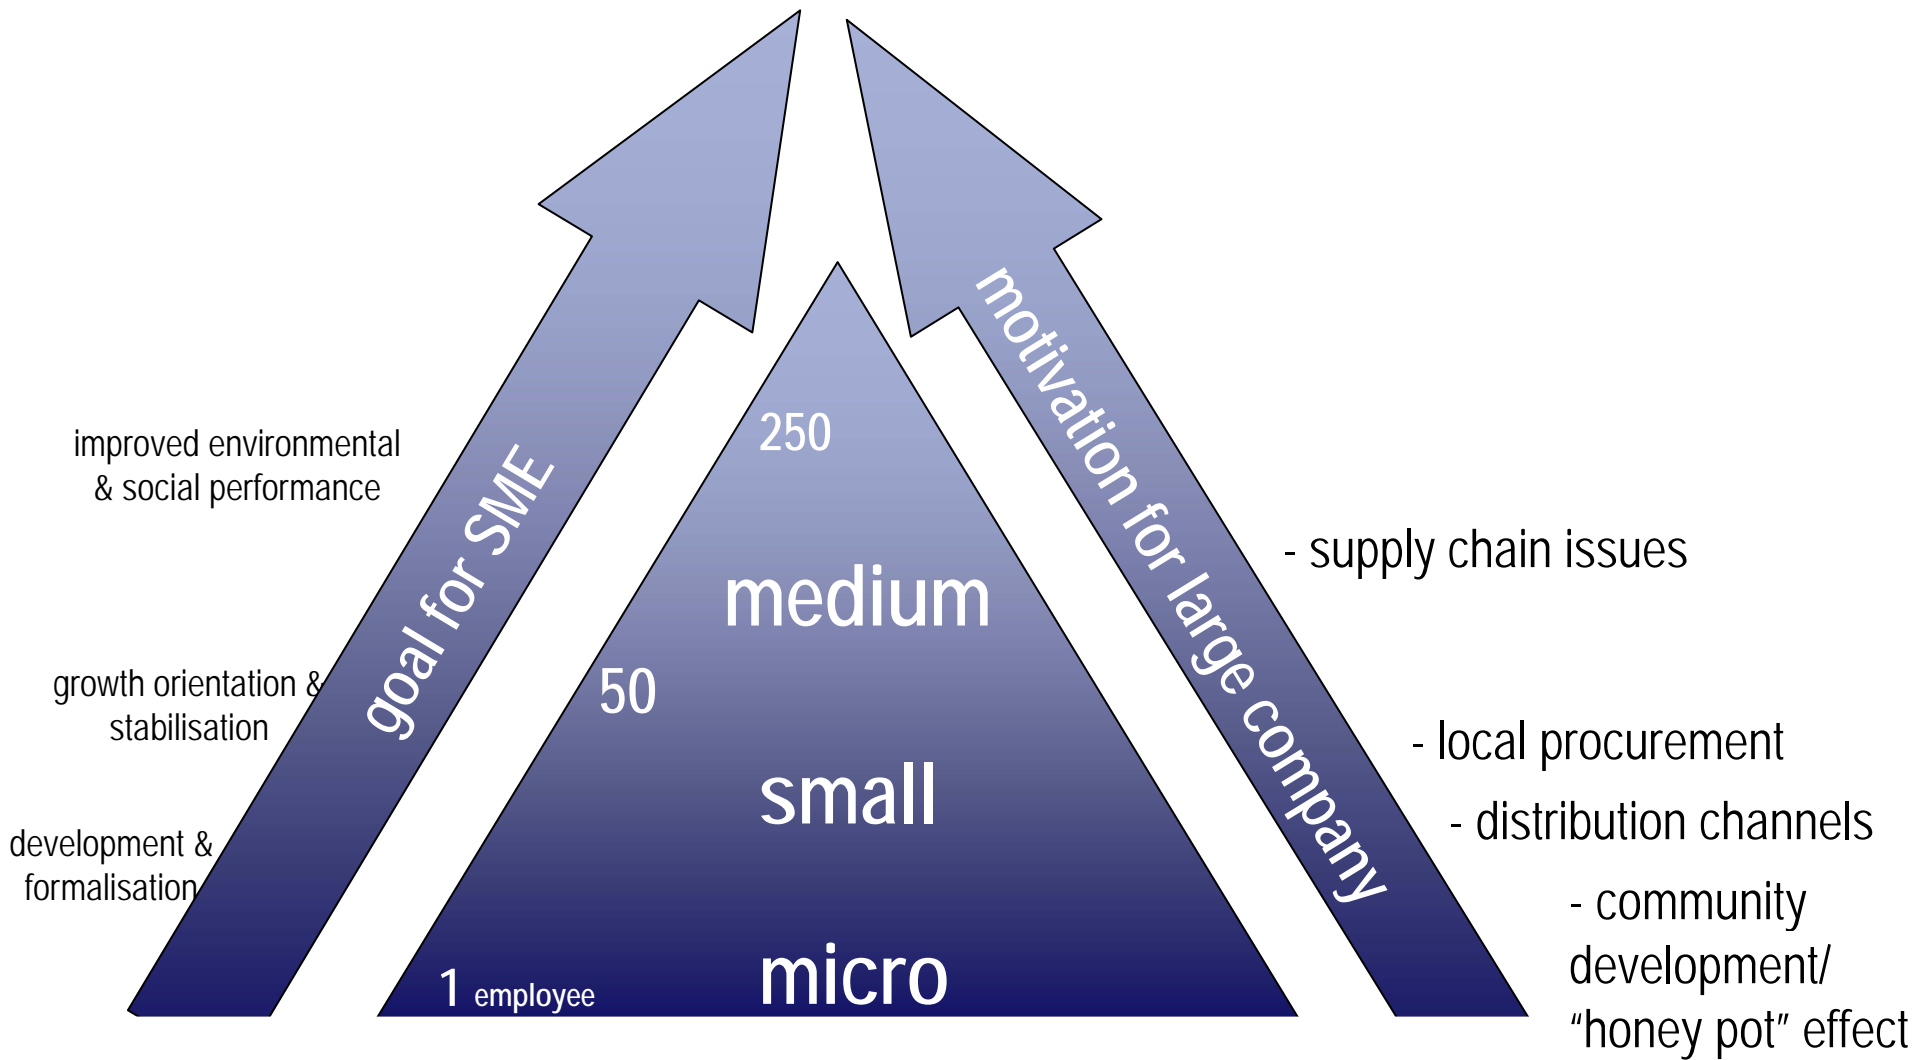 improved environmental
& social performance
growth orientation &
stabilisation
development &
formalisation
goal for SME
250
medium
50
small
micro
1 employee
motivation for large company
- supply chain issues
- local procurement
- distribution channels
- community
development/
“honey pot” effect